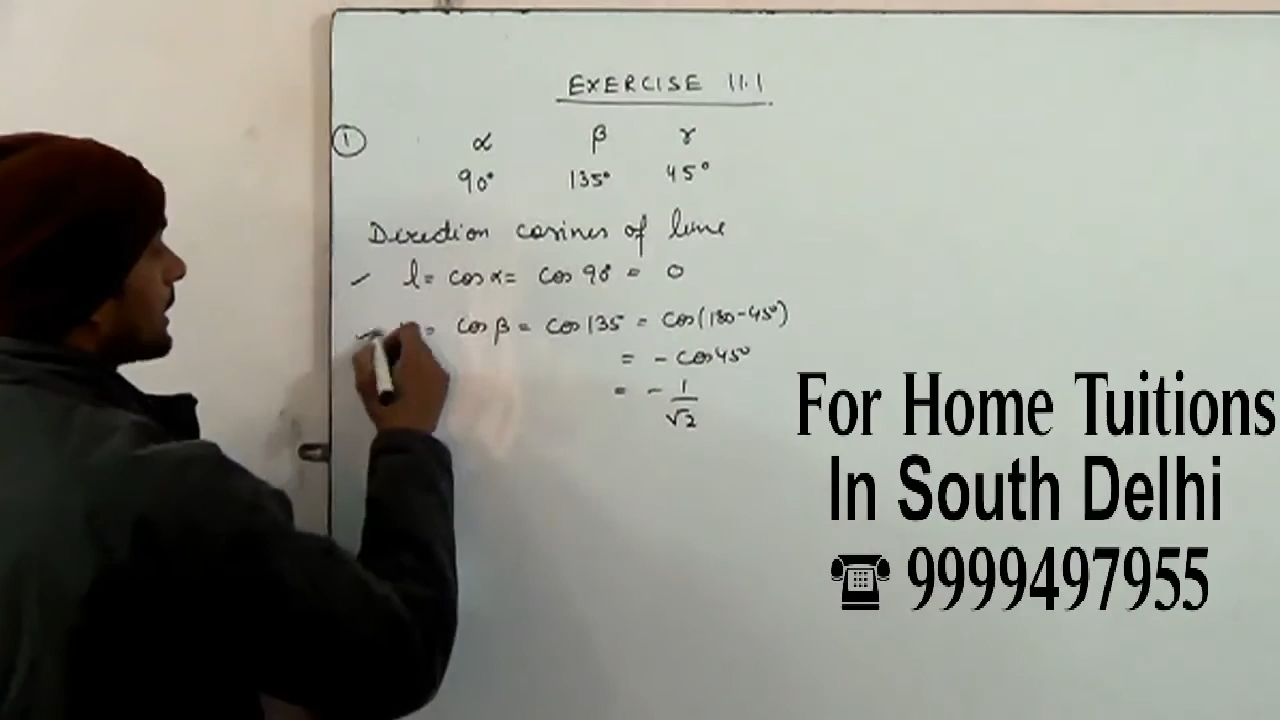 EXERCISE 11.1
① α β γ
90° 135° 45°
Direction cosines of line
l = cos α = cos 90° = 0
= cos β = cos 135 = cos(180-45°)
= - cos 45°
= - 1/√2
For Home Tuitions
In South Delhi
☎ 9999497955